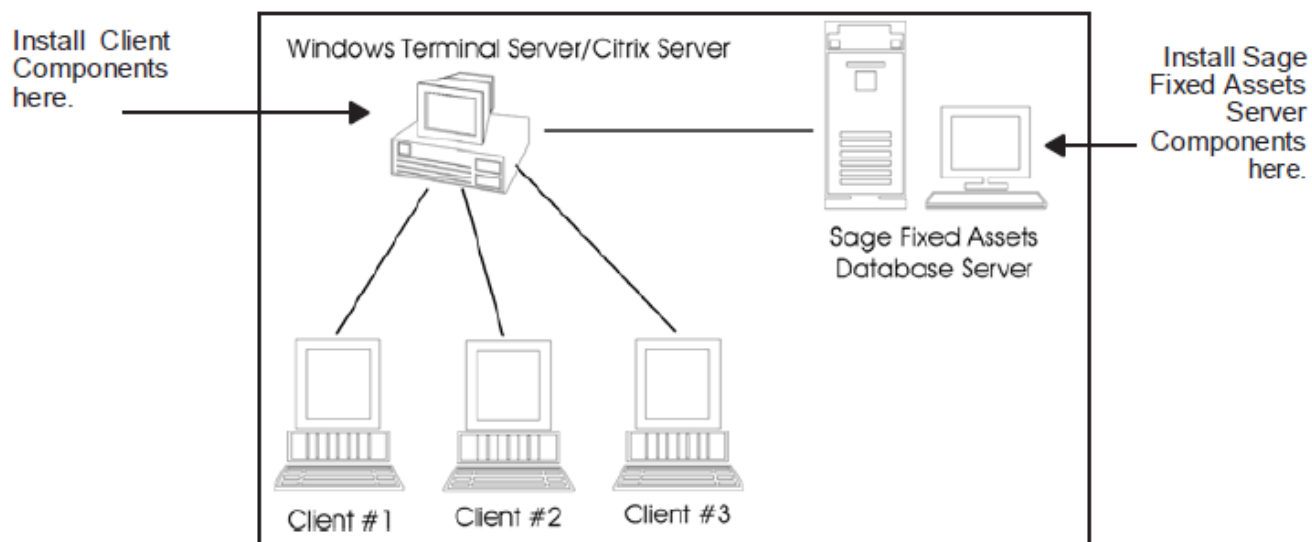 Install Client
Components
here.
Windows Terminal Server/Citrix Server
Install Sage
Fixed Assets
Server
Components
here.
Sage Fixed Assets
Database Server
Client #1
Client #2
Client #3